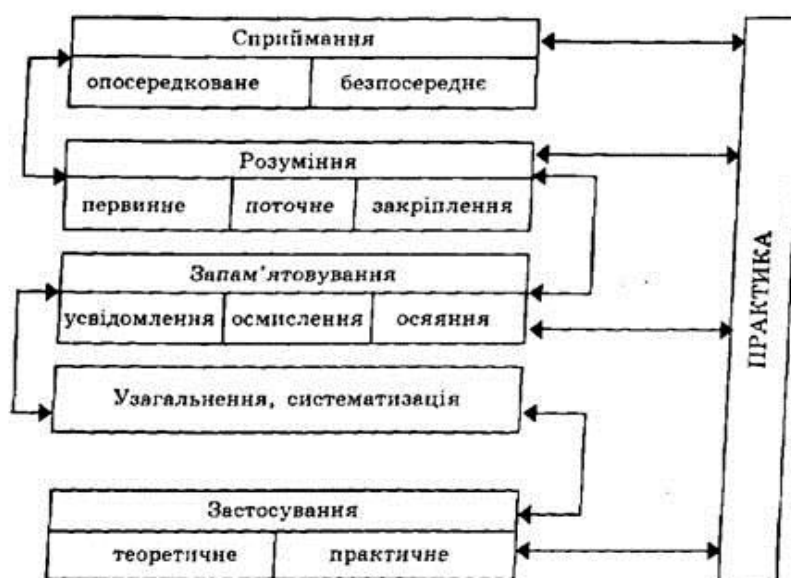 Сприймання
опосередковане безпосереднє
Розуміння
первинне поточне закріплення
Запам’ятовування
усвідомлення осмислення осяяння
Узагальнення, систематизація
Застосування
теоретичне практичне
ПРАКТИКА